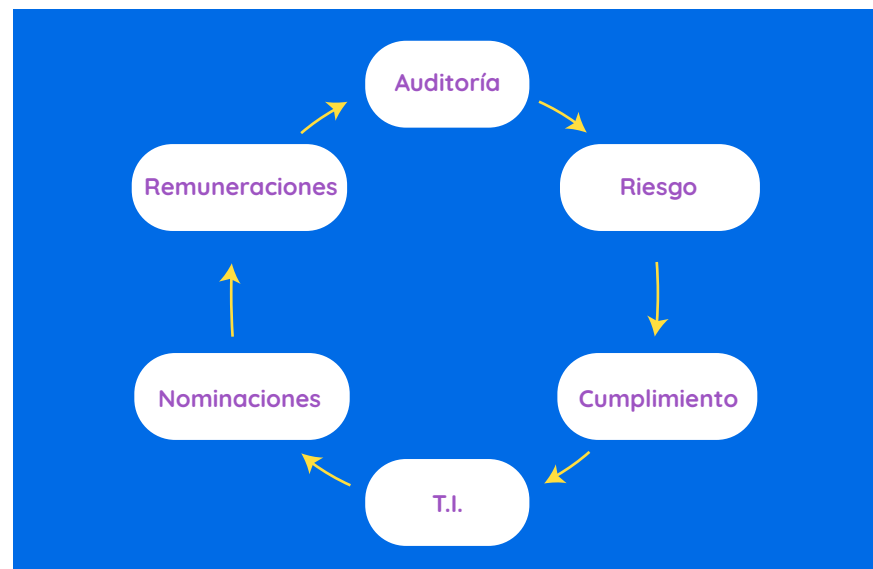 Auditoría
Riesgo
Cumplimiento
T.I.
Nominaciones
Remuneraciones